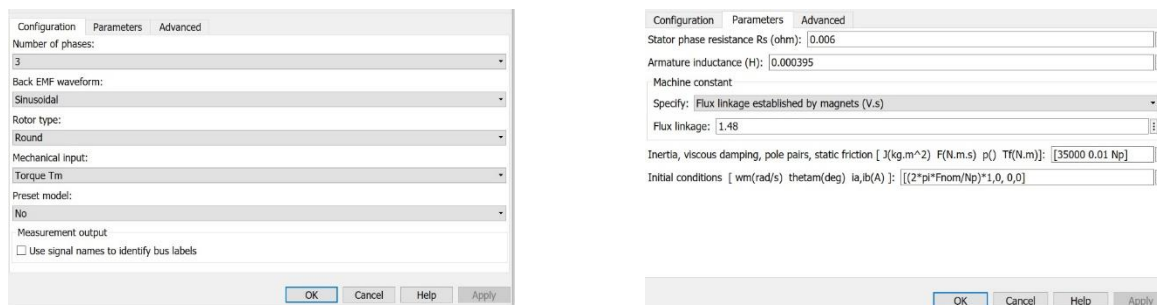 Configuration Parameters Advanced
Number of phases:
3
Back EMF waveform:
Sinusoidal
Rotor type:
Round
Mechanical input:
Torque Tm
Preset model:
No
Measurement output
Use signal names to identify bus labels
OK Cancel Help Apply
Configuration Parameters Advanced
Stator phase resistance Rs (ohm): 0.006
Armature inductance (H): 0.000395
Machine constant
Specify: Flux linkage established by magnets (V.s)
Flux linkage: 1.48
Inertia, viscous damping, pole pairs, static friction [ J(kg.m^2) F(N.m.s) p() Tf(N.m)]: [35000 0.01 Np]
Initial conditions [ wm(rad/s) thetam(deg) ia,ib(A) ]: [(2*pi*Fnom/Np)*1,0, 0,0]
OK Cancel Help Apply